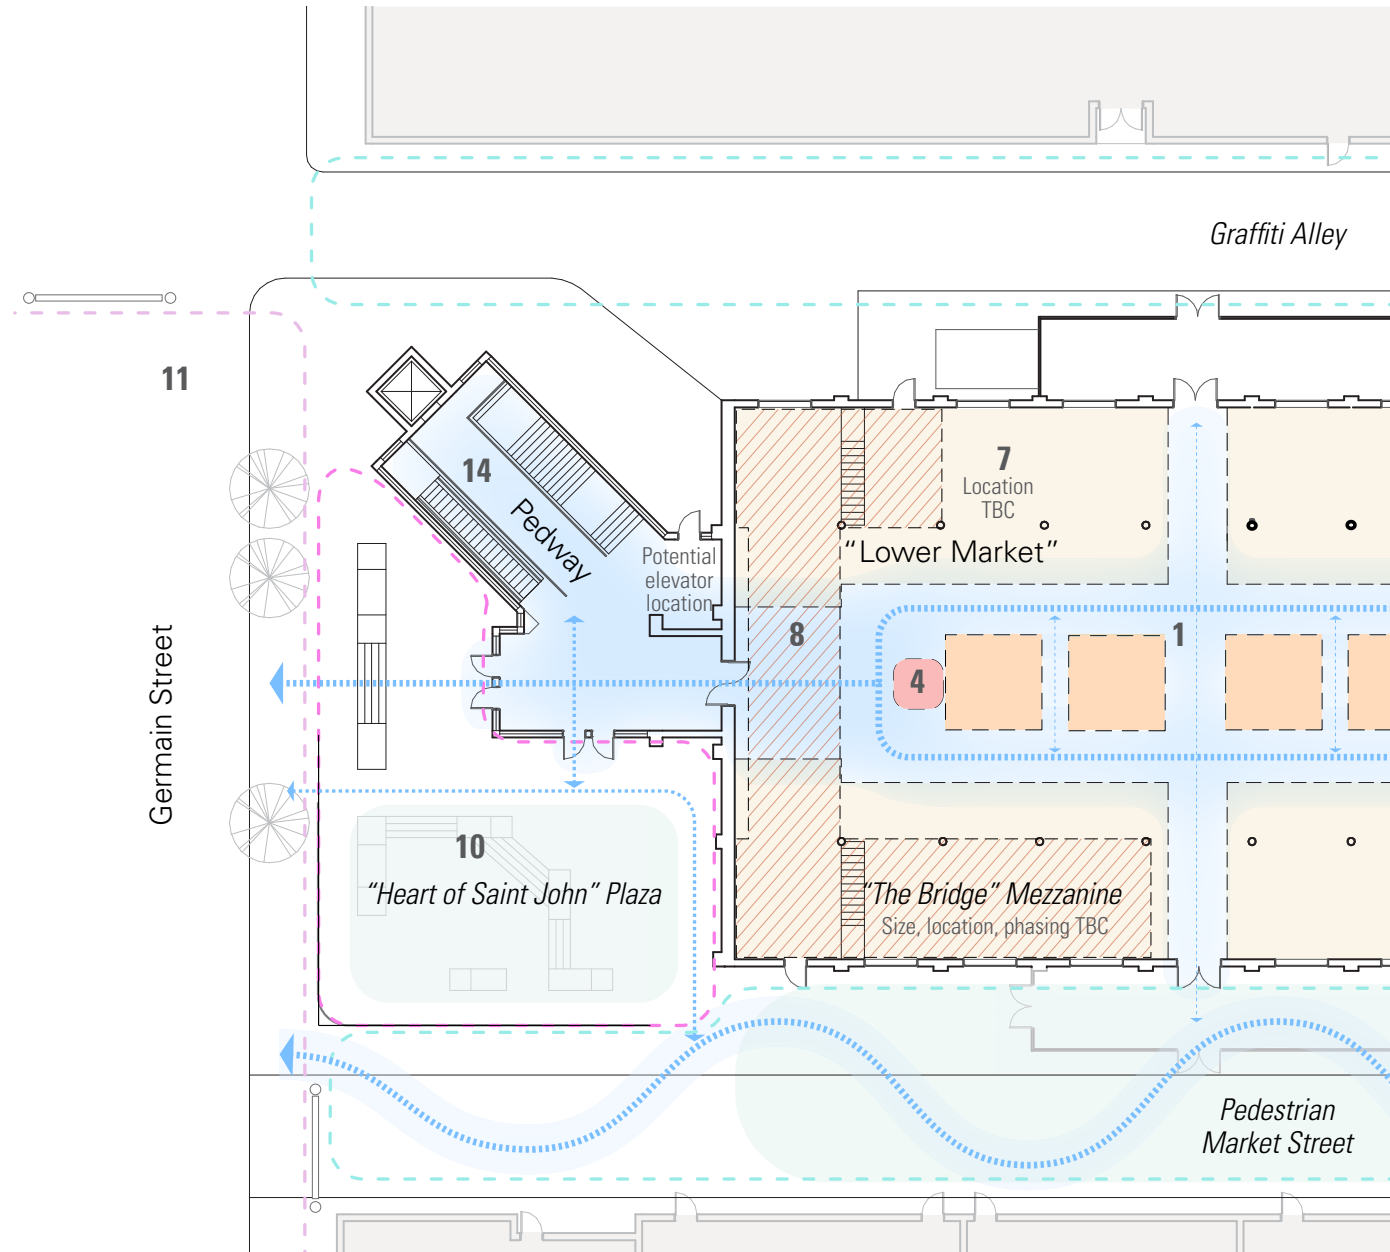 Graffiti Alley
11
14
Pedway
7
Location
TBC
“Lower Market”
Potential
elevator
location
8
1
4
Germain Street
10
“Heart of Saint John” Plaza
“The Bridge” Mezzanine
Size, location, phasing TBC
Pedestrian
Market Street